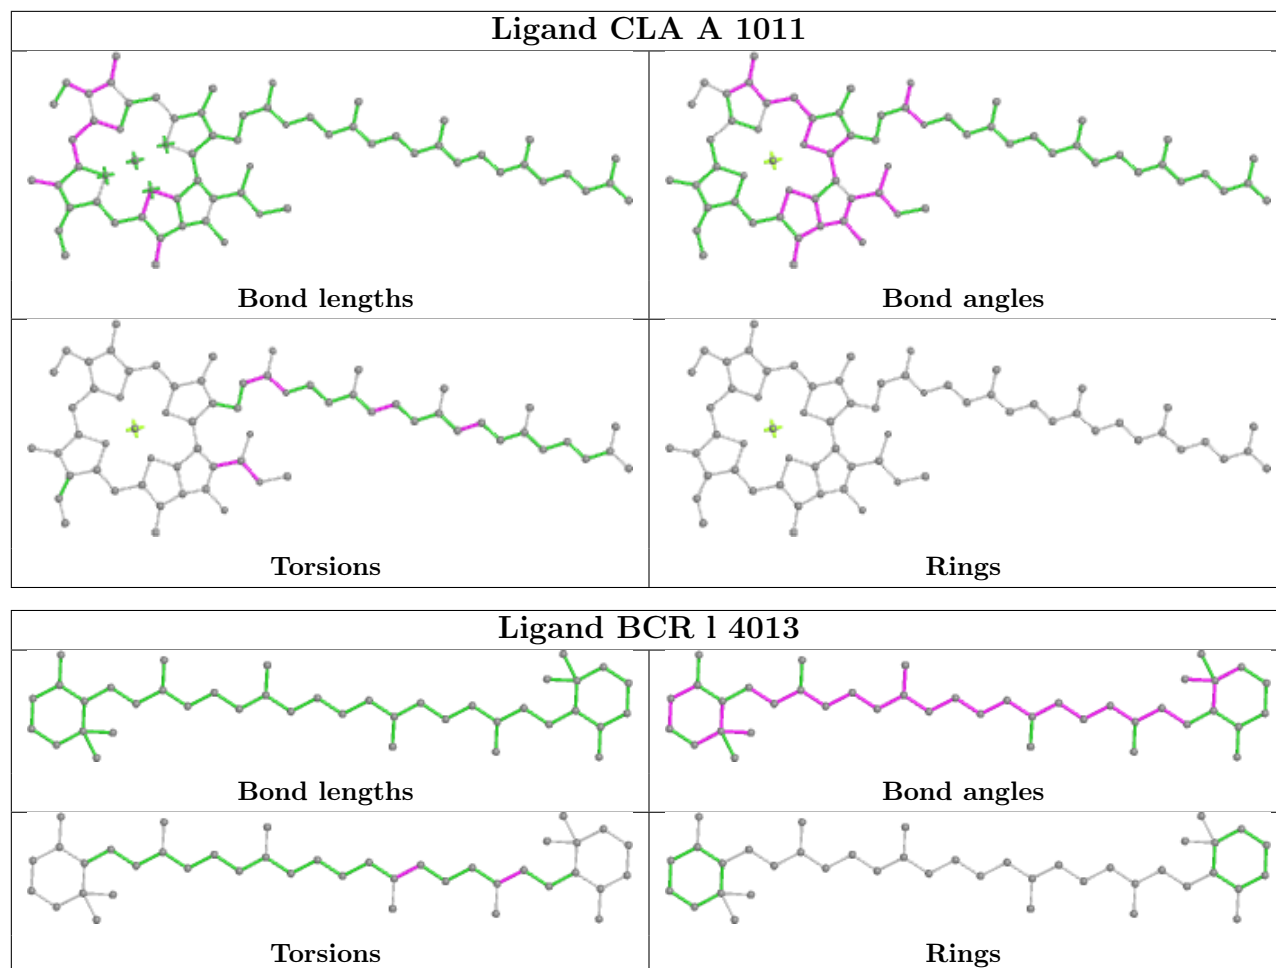 Ligand CLA A 1011
Bond lengths
Bond angles
Torsions
Rings
Ligand BCR l 4013
Bond lengths
Bond angles
Torsions
Rings